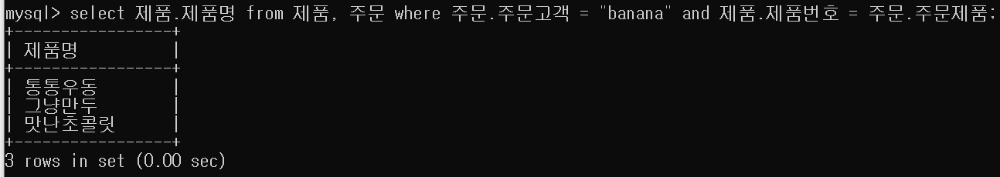 mysql> select 제품.제품명 from 제품, 주문 where 주문.주문고객 = "banana" and 제품.제품번호 = 주문.주문제품;
+-----------------+
| 제품명          |
+-----------------+
| 통통우동        |
| 그냥만두        |
| 맛난초콜릿      |
+-----------------+
3 rows in set (0.00 sec)